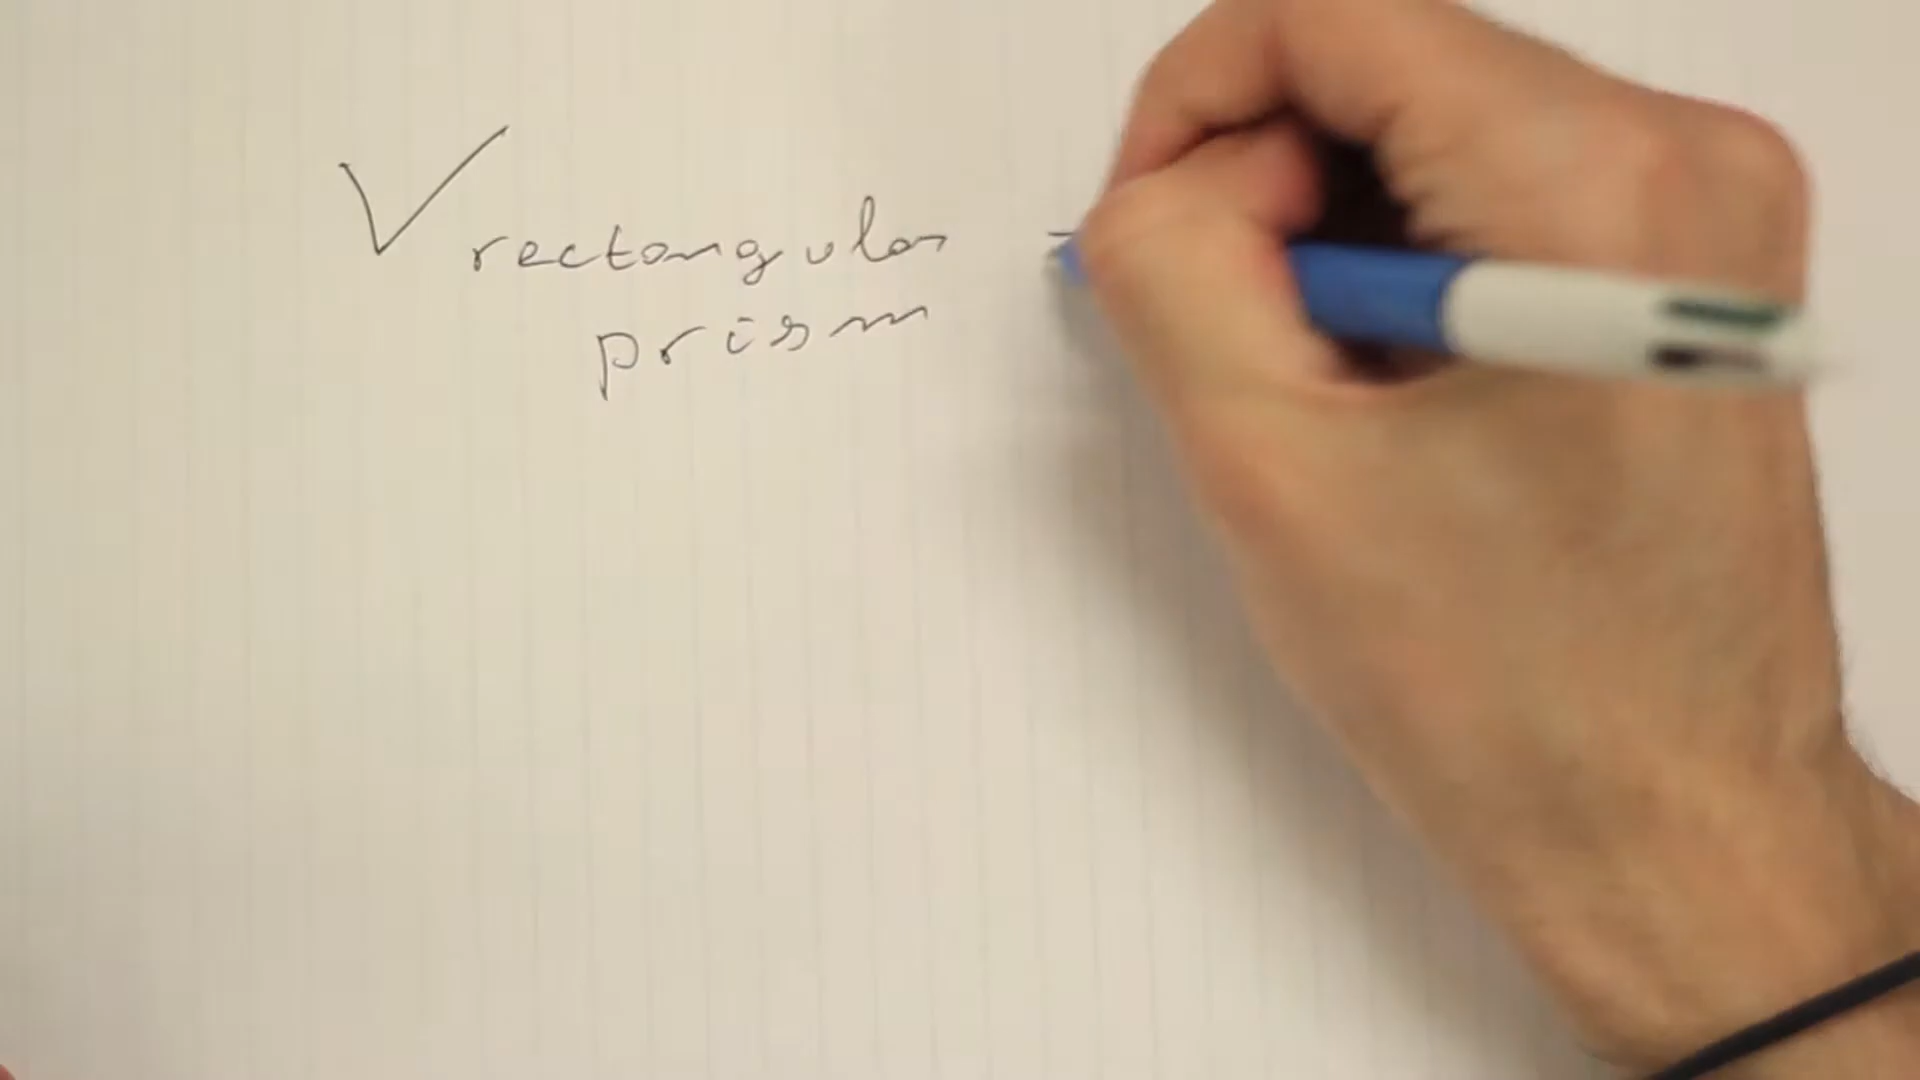 V rectangular =
prism